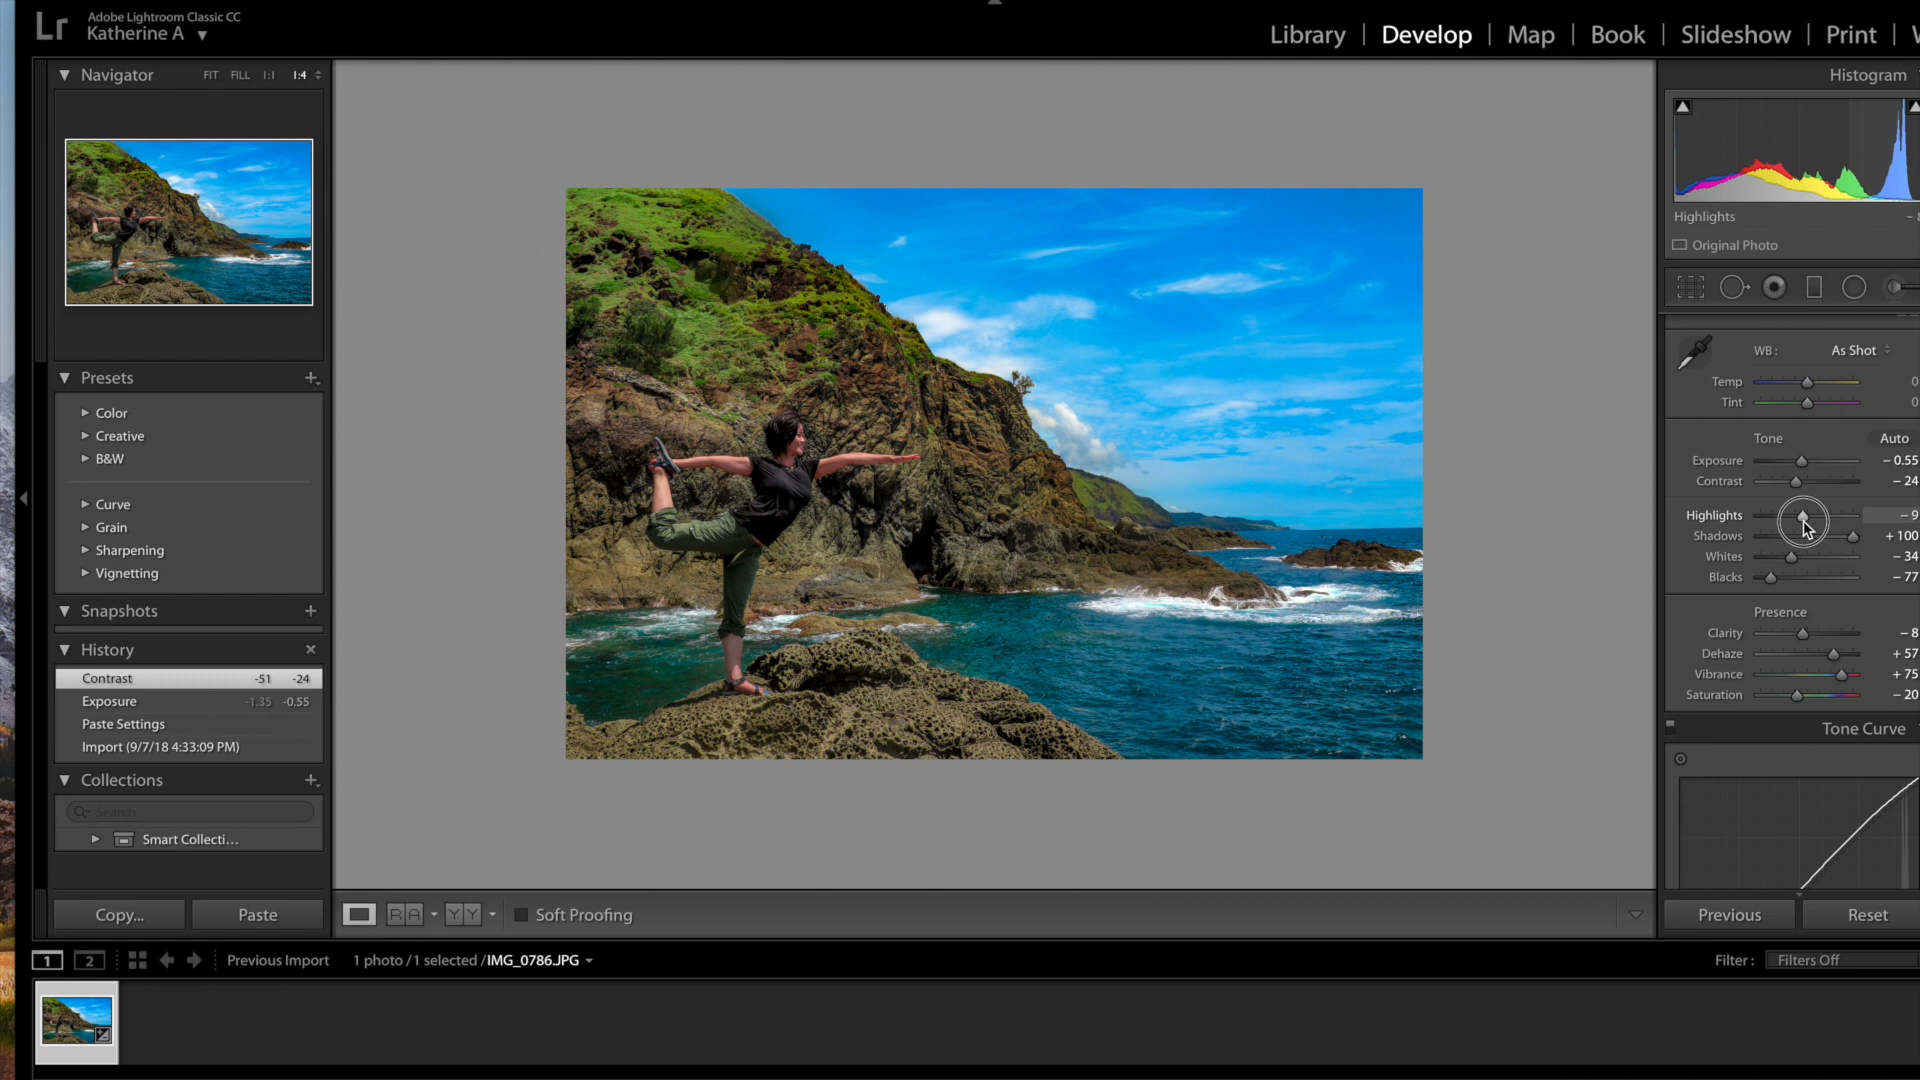 Lr
Adobe Lightroom Classic CC
Katherine A
Library | Develop | Map | Book | Slideshow | Print |
Navigator FIT FILL 1:1 1:4
Presets
Color
Creative
B&W
Curve
Grain
Sharpening
Vignetting
Snapshots
History
Contrast -51 -24
Exposure -1.35 -0.55
Paste Settings
Import (9/7/18 4:33:09 PM)
Collections
Search
Smart Collecti...
Copy... Paste
R A Y Y Soft Proofing
Histogram
Highlights
Original Photo
WB : As Shot
Temp 0
Tint 0
Tone Auto
Exposure - 0.55
Contrast - 24
Highlights - 9
Shadows + 100
Whites - 34
Blacks - 77
Presence
Clarity - 8
Dehaze + 57
Vibrance + 75
Saturation - 20
Tone Curve
Previous Reset
1 2 Previous Import 1 photo / 1 selected / IMG_0786.JPG
Filter : Filters Off